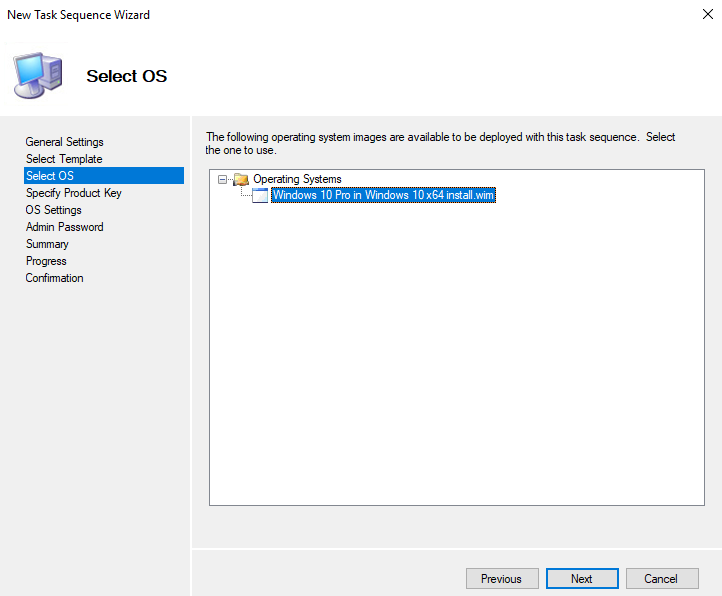 New Task Sequence Wizard
Select OS
General Settings
Select Template
Select OS
Specify Product Key
OS Settings
Admin Password
Summary
Progress
Confirmation
The following operating system images are available to be deployed with this task sequence.  Select
the one to use.
Operating Systems
Windows 10 Pro in Windows 10 x64 install.wim
Previous
Next
Cancel